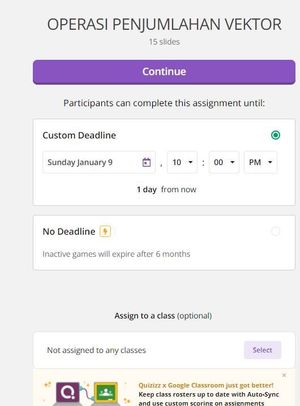 OPERASI PENJUMLAHAN VEKTOR
15 slides
Continue
Participants can complete this assignment until:
Custom Deadline
Sunday January 9 , 10 : 00 PM
1 day from now
No Deadline
Inactive games will expire after 6 months
Assign to a class (optional)
Not assigned to any classes Select
Quizizz x Google Classroom just got better!
Keep class rosters up to date with Auto-Sync
and use custom scoring on assignments